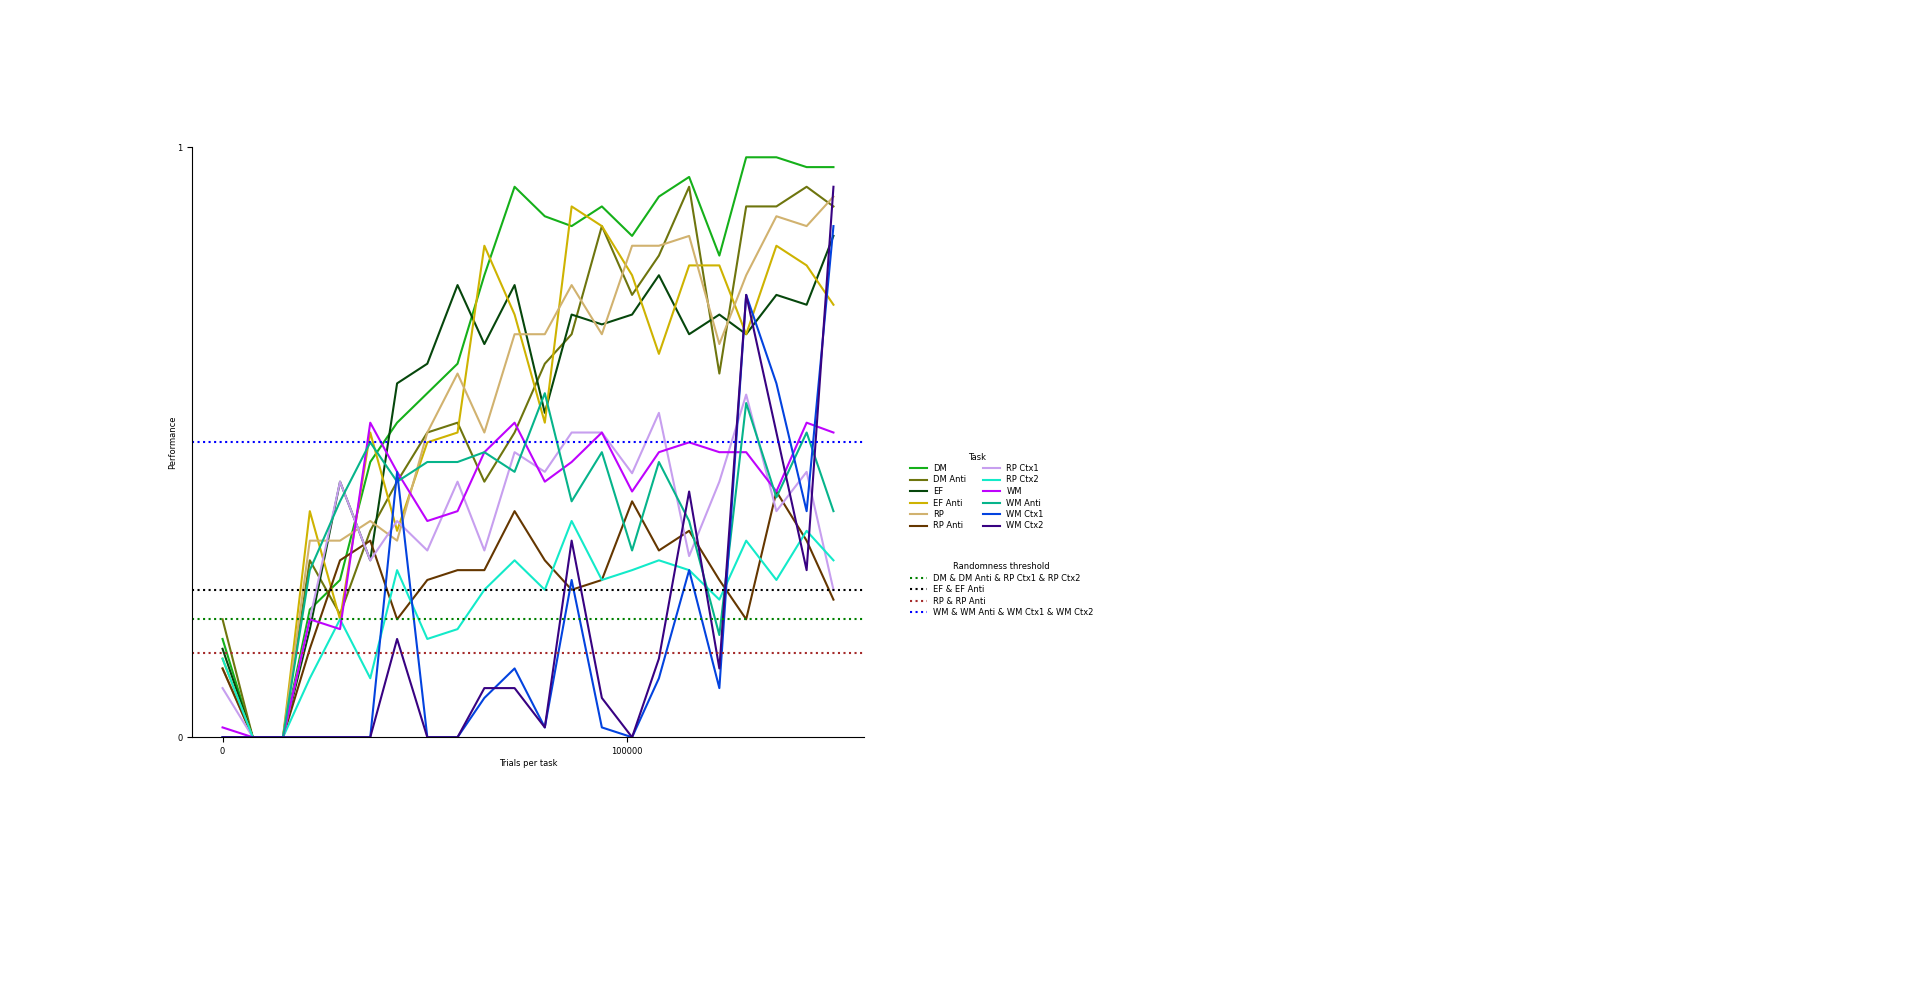 1
Performance
0
0
100000
Trials per task
Task
DM
DM Anti
EF
EF Anti
RP
RP Anti
RP Ctx1
RP Ctx2
WM
WM Anti
WM Ctx1
WM Ctx2
Randomness threshold
DM & DM Anti & RP Ctx1 & RP Ctx2
EF & EF Anti
RP & RP Anti
WM & WM Anti & WM Ctx1 & WM Ctx2